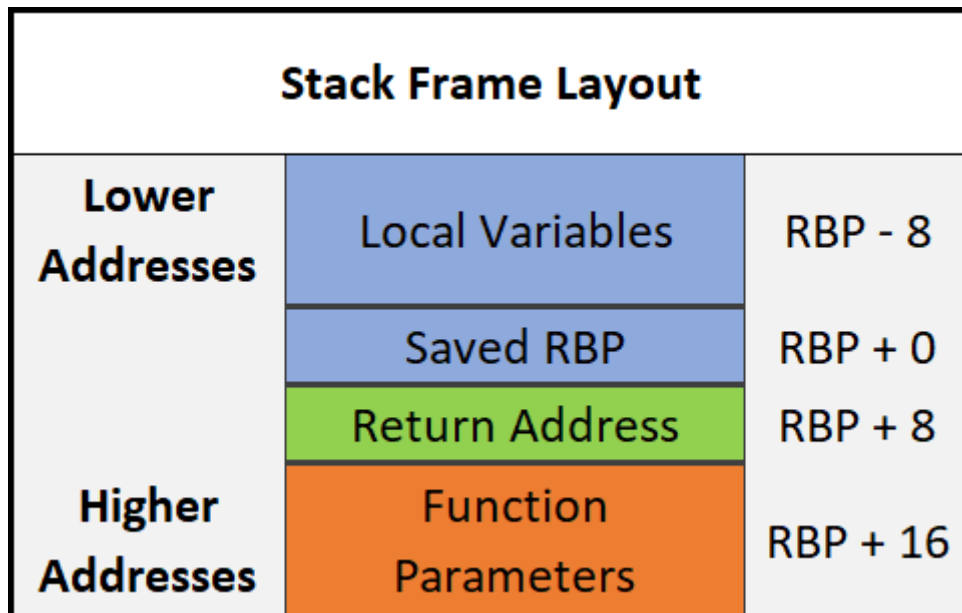 Stack Frame Layout
Lower
Addresses
Local Variables
RBP - 8
Saved RBP
RBP + 0
Return Address
RBP + 8
Higher
Addresses
Function
Parameters
RBP + 16